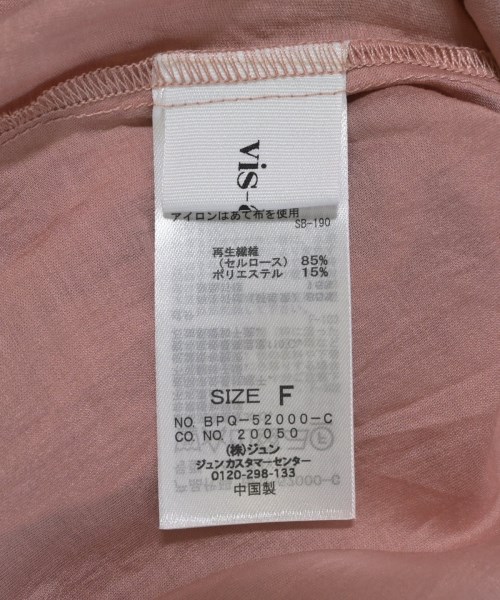 vis-
アイロンはあて布を使用
SB-190
再生繊維
(セルロース) 85%
ポリエステル 15%
SIZE F
NO. BPQ-52000-C
CO. NO. 20050
(株)ジュン
ジュンカスタマーセンター
0120-298-133
中国製